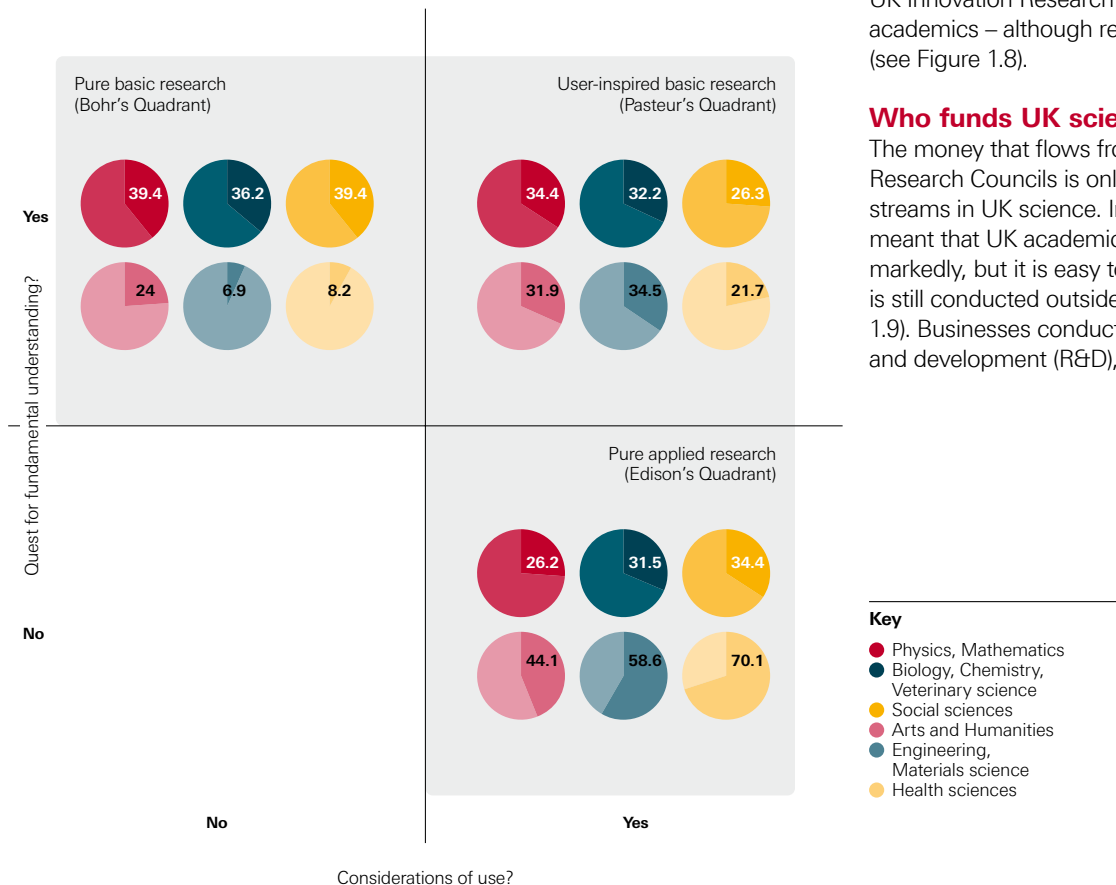 UK Innovation Research
academics – although re
(see Figure 1.8).
Who funds UK scie
The money that flows fro
Research Councils is onl
streams in UK science. I
meant that UK academic
markedly, but it is easy t
is still conducted outside
1.9). Businesses conduct
and development (R&D),
Pure basic research
(Bohr's Quadrant)
39.4
36.2
39.4
24
6.9
8.2
User-inspired basic research
(Pasteur's Quadrant)
34.4
32.2
26.3
31.9
34.5
21.7
Yes
Quest for fundamental understanding?
Pure applied research
(Edison's Quadrant)
26.2
31.5
34.4
44.1
58.6
70.1
No
No
Yes
Considerations of use?
Key
Physics, Mathematics
Biology, Chemistry,
Veterinary science
Social sciences
Arts and Humanities
Engineering,
Materials science
Health sciences